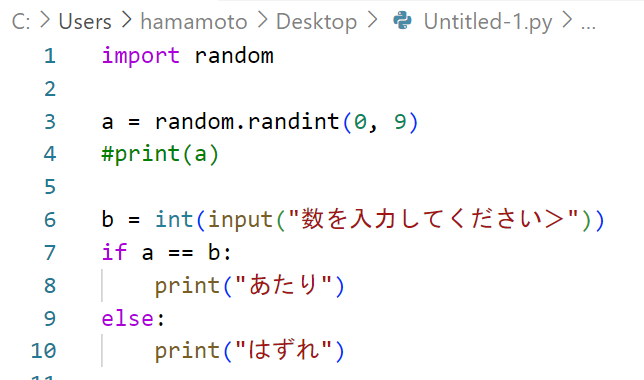 C: > Users > hamamoto > Desktop > Untitled-1.py > ...
1 import random
2
3 a = random.randint(0, 9)
4 #print(a)
5
6 b = int(input("数を入力してください＞"))
7 if a == b:
8     print("あたり")
9 else:
10     print("はずれ")
11